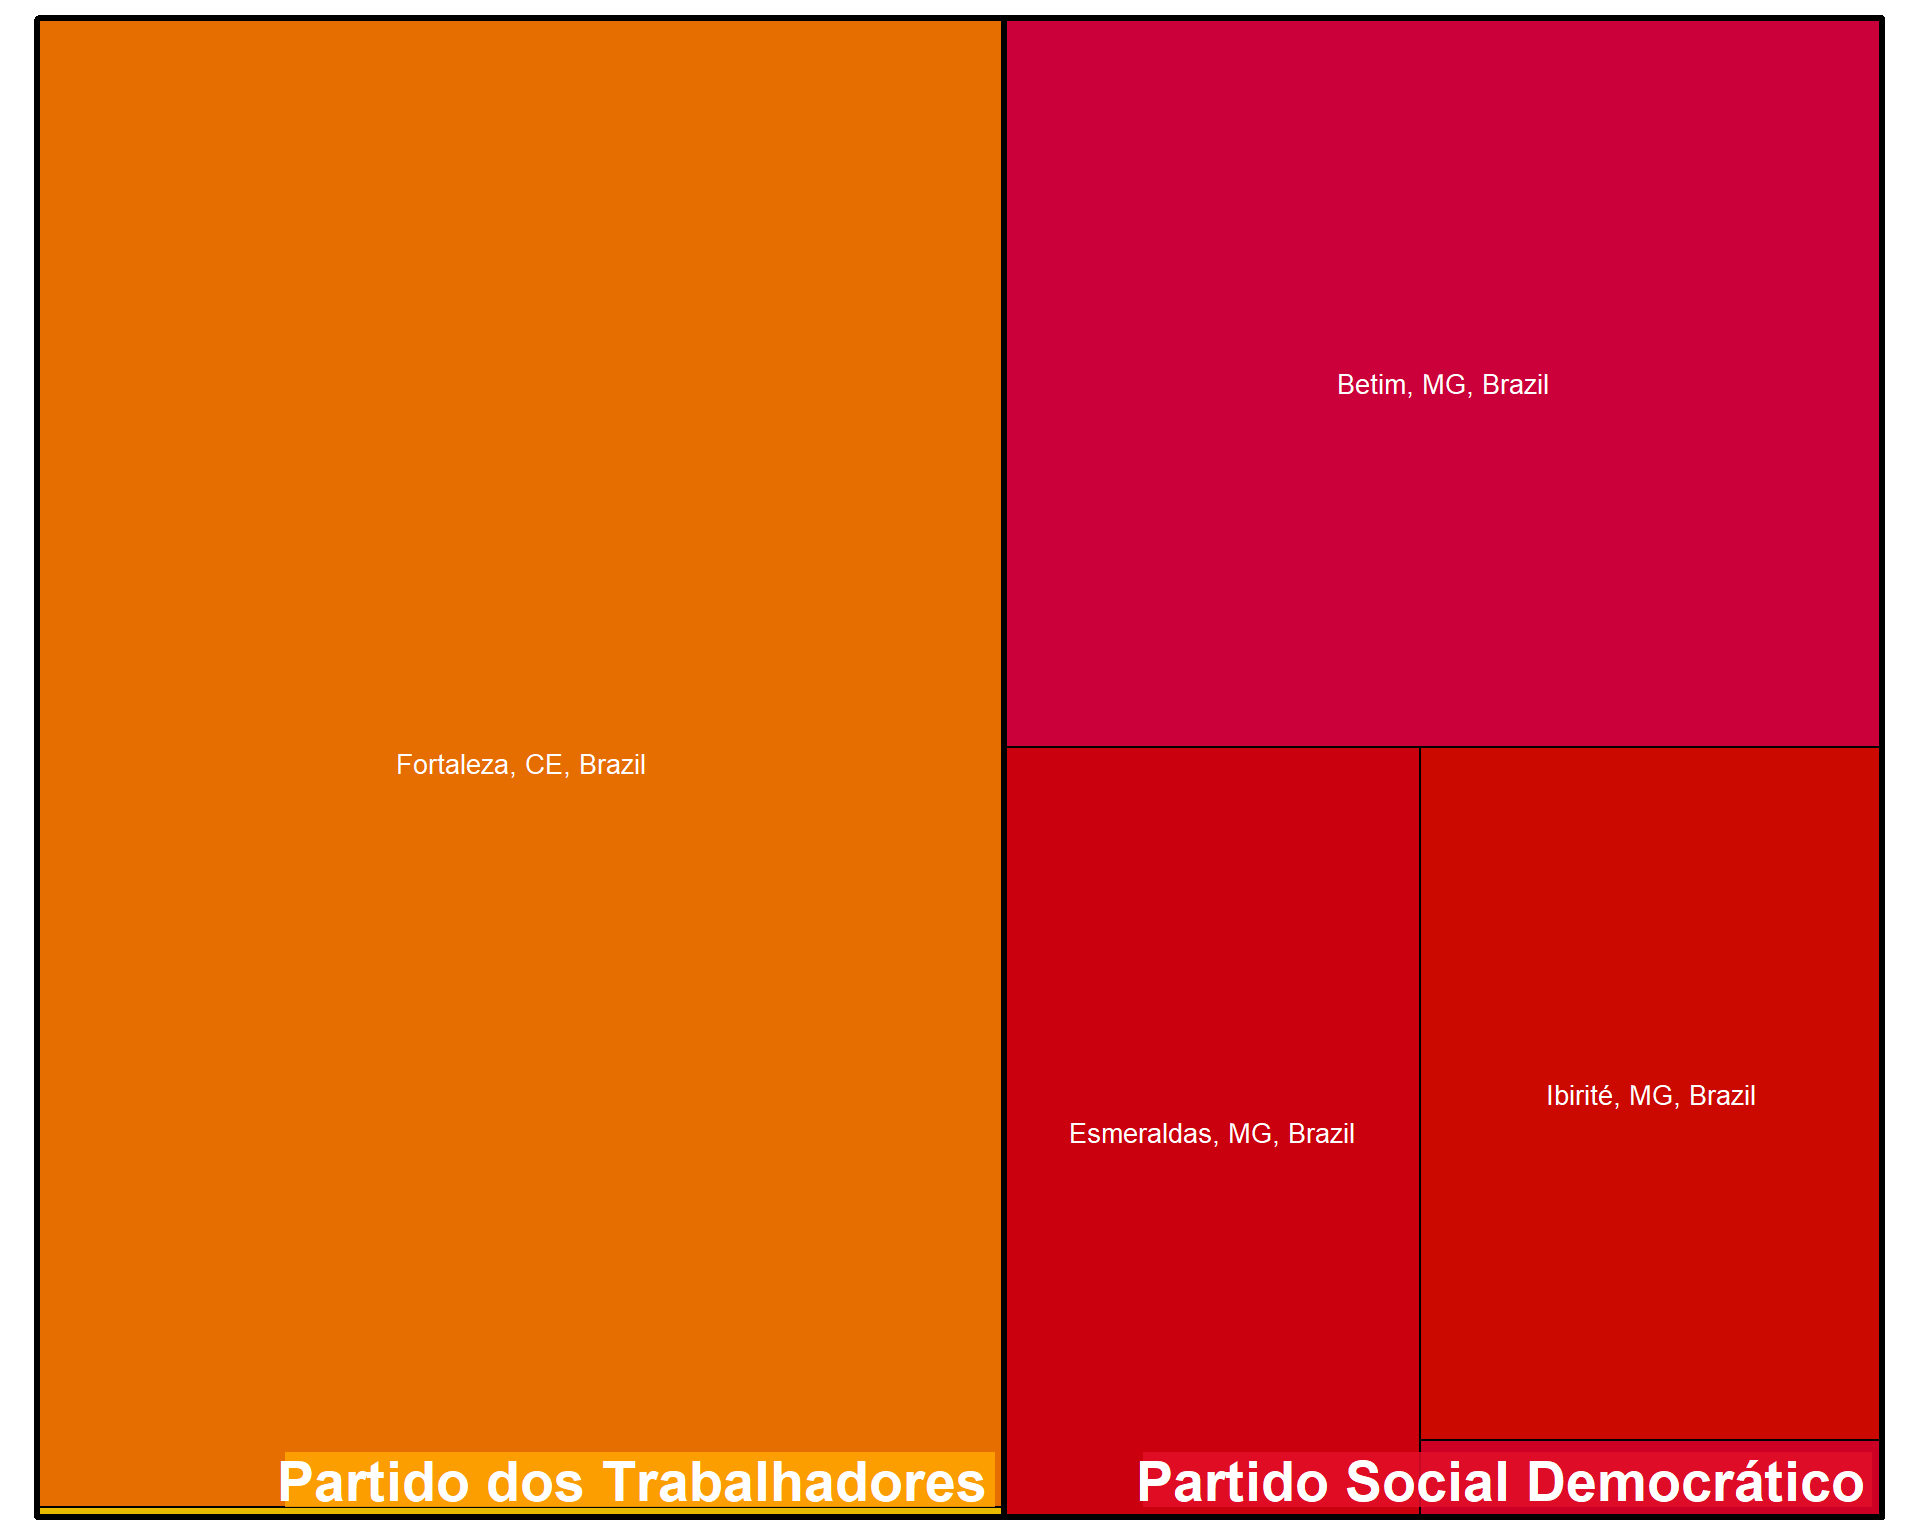 Fortaleza, CE, Brazil
Partido dos Trabalhadores
Betim, MG, Brazil
Esmeraldas, MG, Brazil
Ibirité, MG, Brazil
Partido Social Democrático